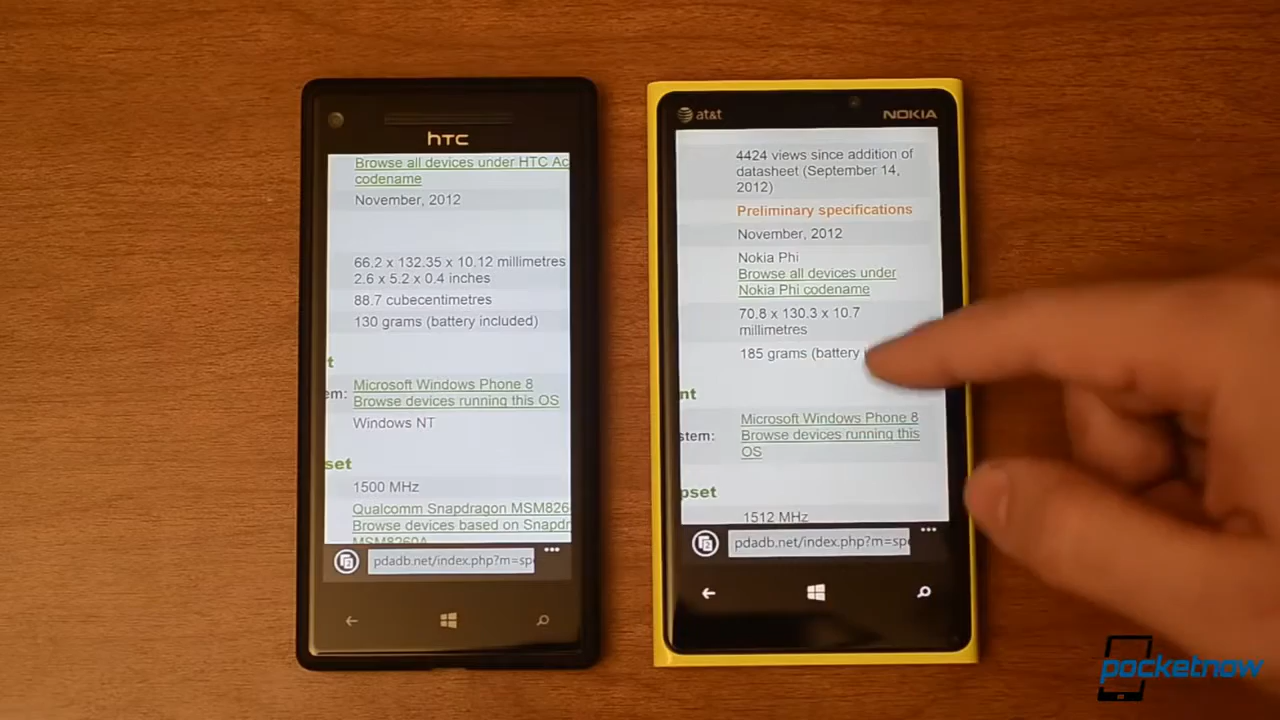 hTC
Browse all devices under HTC Ac
codename
November, 2012
66.2 x 132.35 x 10.12 millimetres
2.6 x 5.2 x 0.4 inches
88.7 cubecentimetres
130 grams (battery included)
t
em:
Microsoft Windows Phone 8
Browse devices running this OS
Windows NT
set
1500 MHz
Qualcomm Snapdragon MSM826
Browse devices based on Snapdr
MSM8260A
2
pdadb.net/index.php?m=sp
at&t
NOKIA
4424 views since addition of
datasheet (September 14,
2012)
Preliminary specifications
November, 2012
Nokia Phi
Browse all devices under
Nokia Phi codename
70.8 x 130.3 x 10.7
millimetres
185 grams (battery
nt
stem:
Microsoft Windows Phone 8
Browse devices running this
OS
pset
1512 MHz
2
pdadb.net/index.php?m=sp
pocketnow